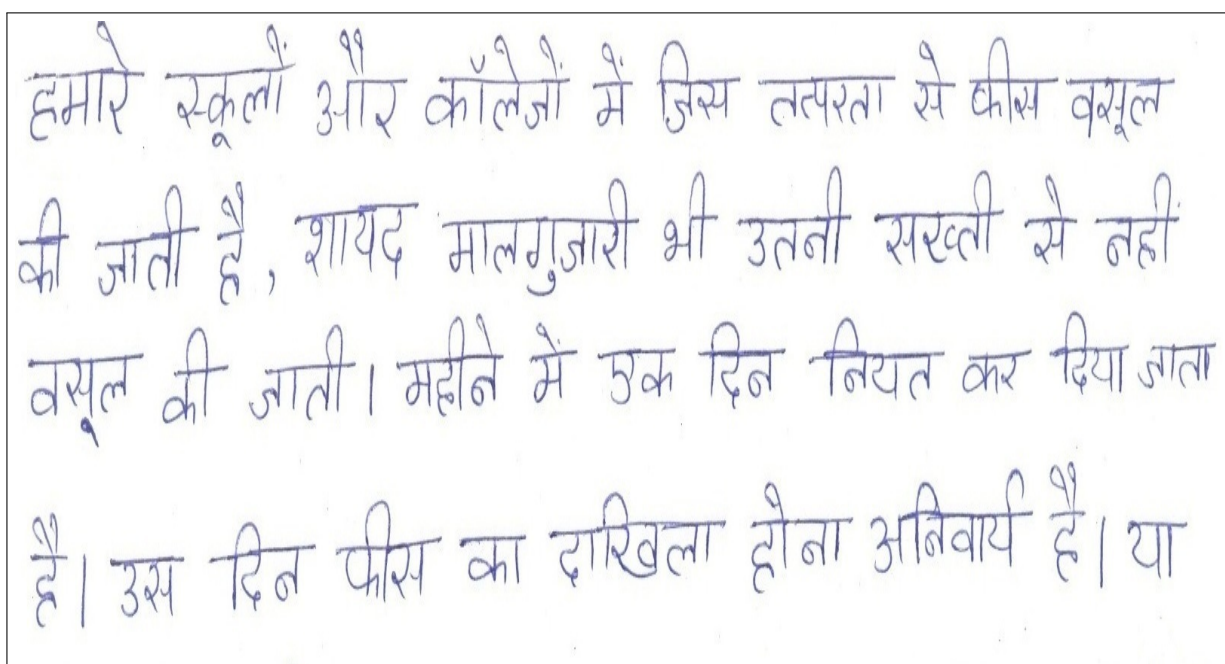 हमारे स्कूलों और कॉलेजों में जिस तत्परता से फीस वसूल
की जाती है, शायद मालगुजारी भी उतनी सख्ती से नहीं
वसूल की जाती। महीने में एक दिन नियत कर दिया जाता
है। उस दिन फीस का दाखिला होना अनिवार्य है। या